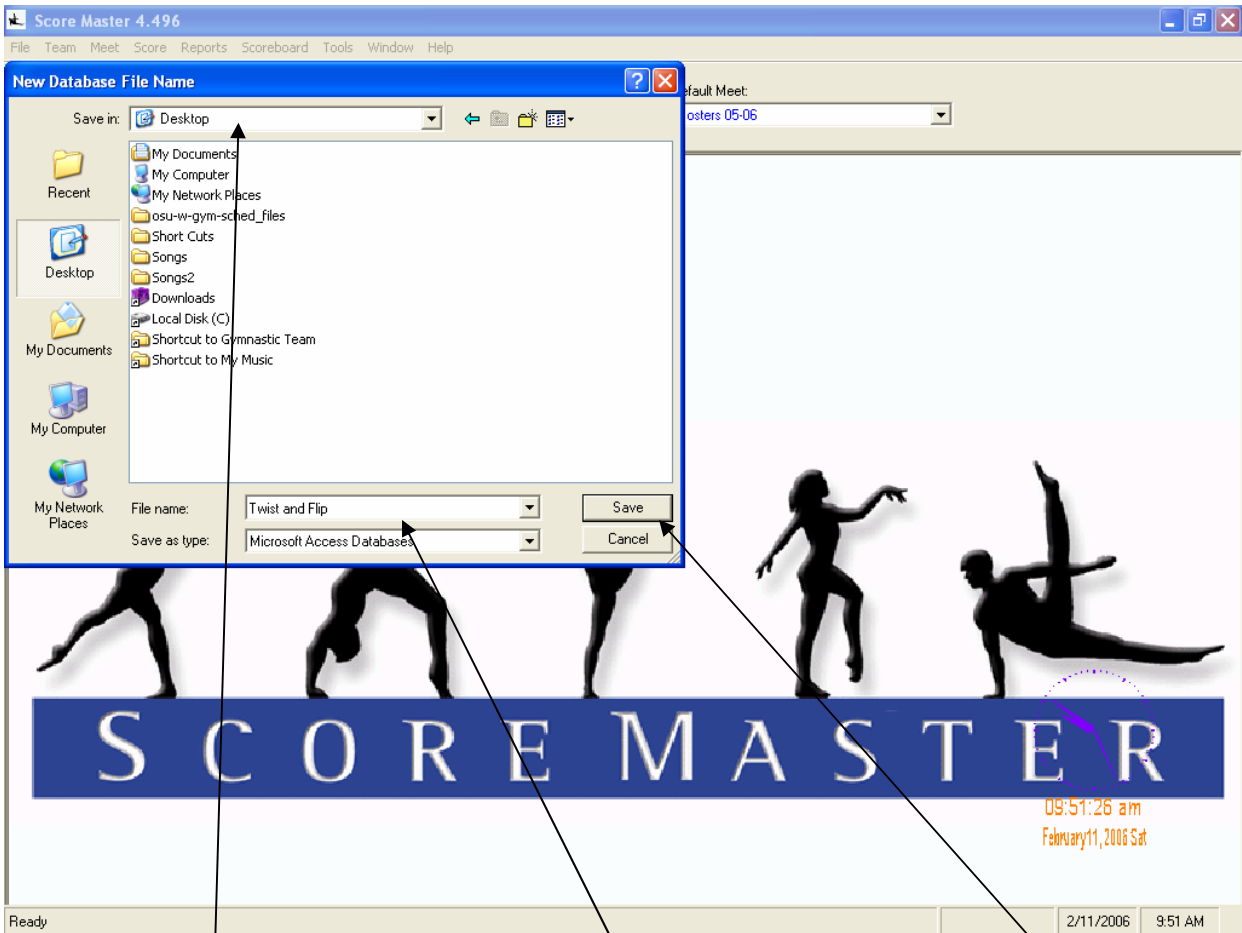 Score Master 4.496
File Team Meet Score Reports Scoreboard Tools Window Help
New Database File Name
efault Meet:
Save in: Desktop
osters 05-06
My Documents
My Computer
My Network Places
osu-w-gym-sched_files
Short Cuts
Songs
Songs2
Downloads
Local Disk (C)
Shortcut to Gymnastic Team
Shortcut to My Music
Recent
Desktop
My Documents
My Computer
My Network
Places
File name: Twist and Flip Save
Save as type: Microsoft Access Databases Cancel
SCOREMASTER
09:51:26 am
February11, 2006 Sat
Ready 2/11/2006 9:51 AM